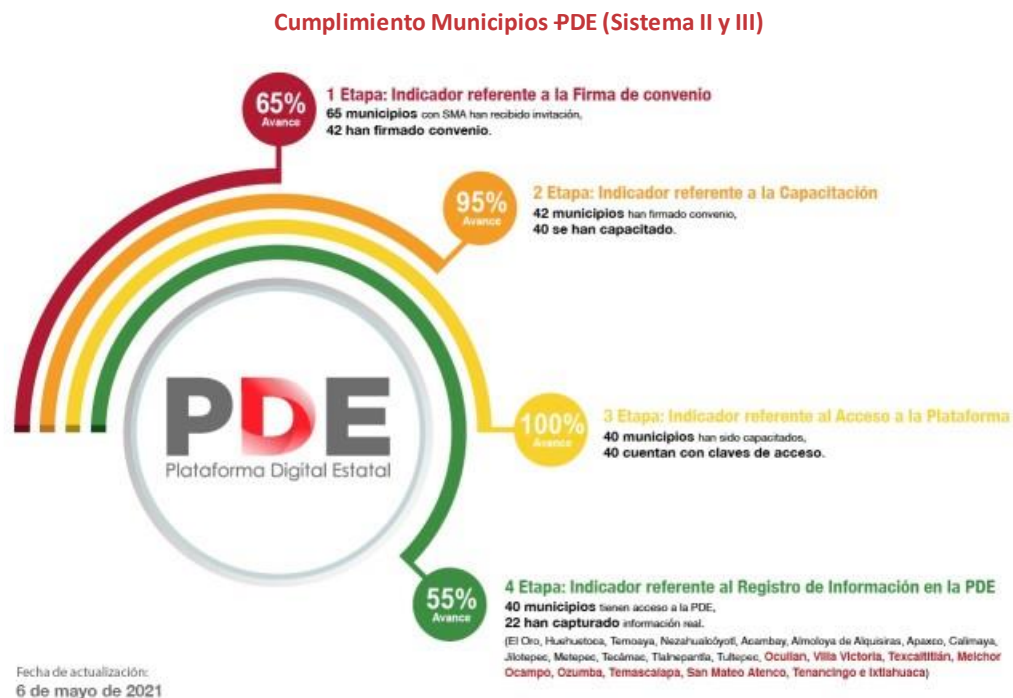 Cumplimiento Municipios -PDE (Sistema II y III)
65%
Avance
1 Etapa: Indicador referente a la Firma de convenio
65 municipios con SMA han recibido invitación,
42 han firmado convenio.
95%
Avance
2 Etapa: Indicador referente a la Capacitación
42 municipios han firmado convenio,
40 se han capacitado.
PDE
Plataforma Digital Estatal
100%
Avance
3 Etapa: Indicador referente al Acceso a la Plataforma
40 municipios han sido capacitados,
40 cuentan con claves de acceso.
55%
Avance
4 Etapa: Indicador referente al Registro de Información en la PDE
40 municipios tienen acceso a la PDE,
22 han capturado información real.
(El Oro, Huehuetoca, Temoaya, Nezahualcóyotl, Acambay, Almoloya de Alquisiras, Apaxco, Calimaya,
Jilotepec, Metepec, Tecámac, Tlalnepantla, Tultepec, Ocuilan, Villa Victoria, Texcaltitlán, Melchor
Ocampo, Ozumba, Temascalapa, San Mateo Atenco, Tenancingo e Ixtlahuaca)
Fecha de actualización:
6 de mayo de 2021